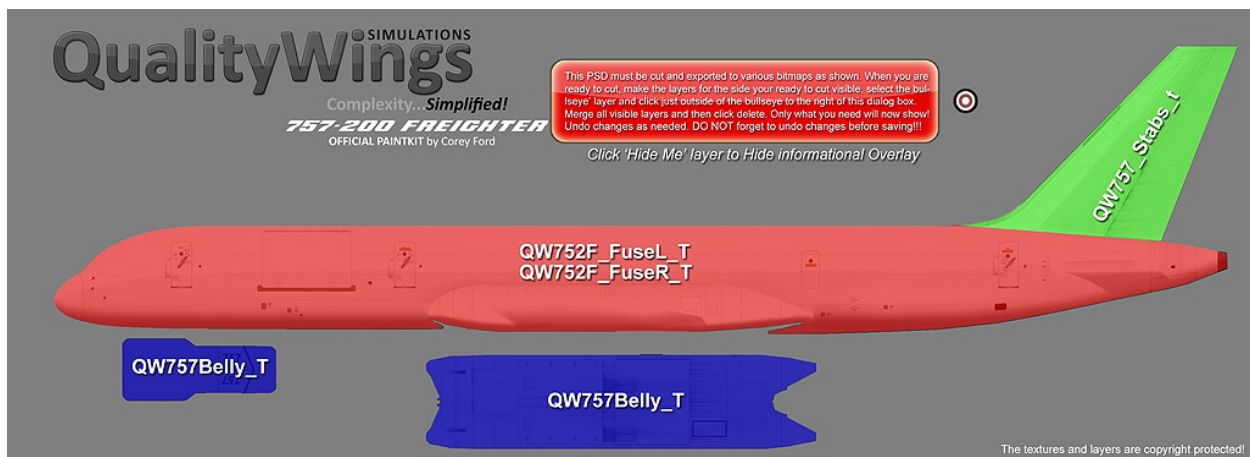 SIMULATIONS
QualityWings
Complexity...Simplified!
757-200 FREIGHTER
OFFICIAL PAINTKIT by Corey Ford
This PSD must be cut and exported to various bitmaps as shown. When you are
ready to cut, make the layers for the side your ready to cut visible, select the bul-
lseye' layer and click just outside of the bullseye to the right of this dialog box.
Merge all visible layers and then click delete. Only what you need will now show!
Undo changes as needed. DO NOT forget to undo changes before saving!!!
Click 'Hide Me' layer to Hide informational Overlay
QW757_Stabs_t
QW752F_FuseL_T
QW752F_FuseR_T
QW757Belly_T
QW757Belly_T
The textures and layers are copyright protected!